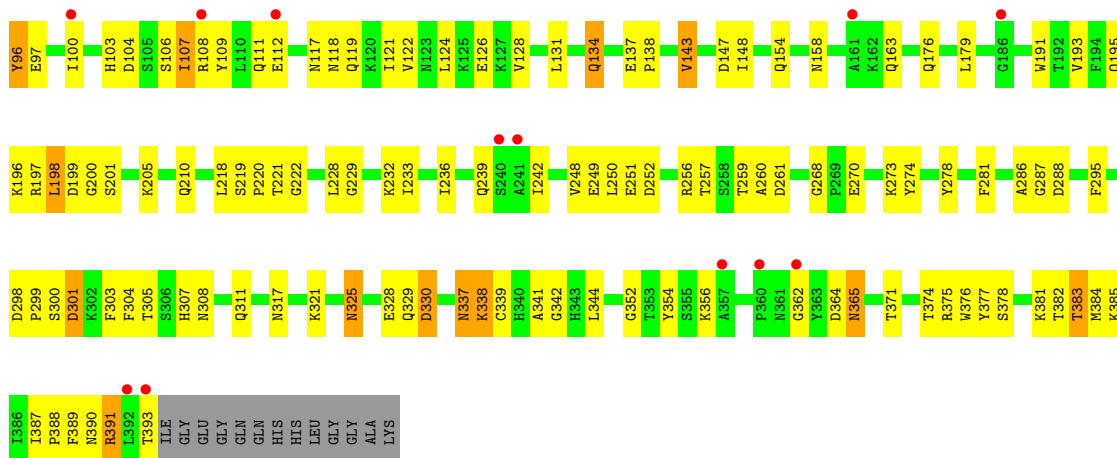 Y96 E97 I100 H103 D104 S105 S106 I107 R108 Y109 L110 Q111 E112 N117 N118 Q119 K120 I121 V122 N123 L124 K125 E126 K127 V128 L131 Q134 E137 P138 V143 D147 I148 Q154 N158 A161 K162 Q163 Q176 L179 G186 W191 T192 V193 F194 Q195
K196 R197 L198 D199 G200 S201 K205 Q210 L218 S219 P220 T221 G222 L228 G229 K232 I233 I236 Q239 S240 A241 I242 V248 E249 L250 E251 D252 R256 T257 S258 T259 A260 D261 G268 P269 E270 K273 Y274 Y278 F281 A286 G287 D288 F295
D298 P299 S300 D301 K302 F303 F304 T305 S306 H307 N308 Q311 N317 K321 N325 E328 Q329 D330 N337 K338 G339 H340 A341 G342 H343 L344 G352 T353 Y354 S355 K356 A357 P360 N361 G362 Y363 D364 N365 T371 T374 R375 W376 Y377 S378 K381 T382 T383 M384 K385
I386 I387 P388 F389 N390 R391 L392 T393 ILE GLY GLU GLY GLN GLN HIS HIS LEU GLY GLY ALA LYS